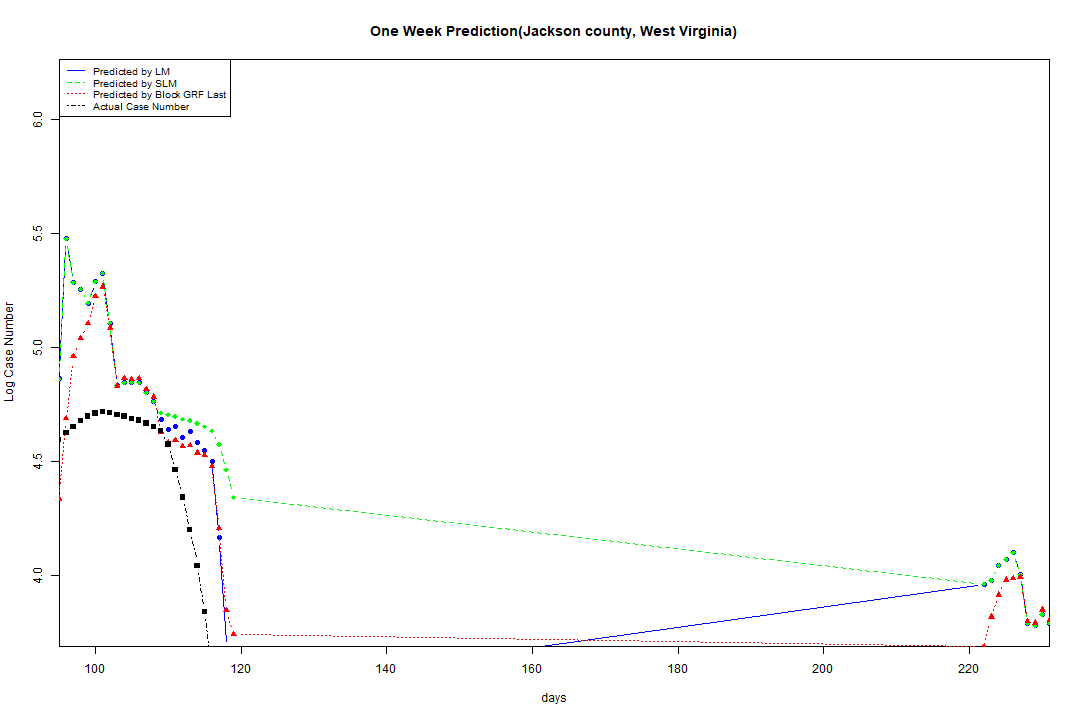 One Week Prediction(Jackson county, West Virginia)
Predicted by LM
Predicted by SLM
Predicted by Block GRF Last
Actual Case Number
Log Case Number
6.0
5.5
5.0
4.5
4.0
100 120 140 160 180 200 220
days